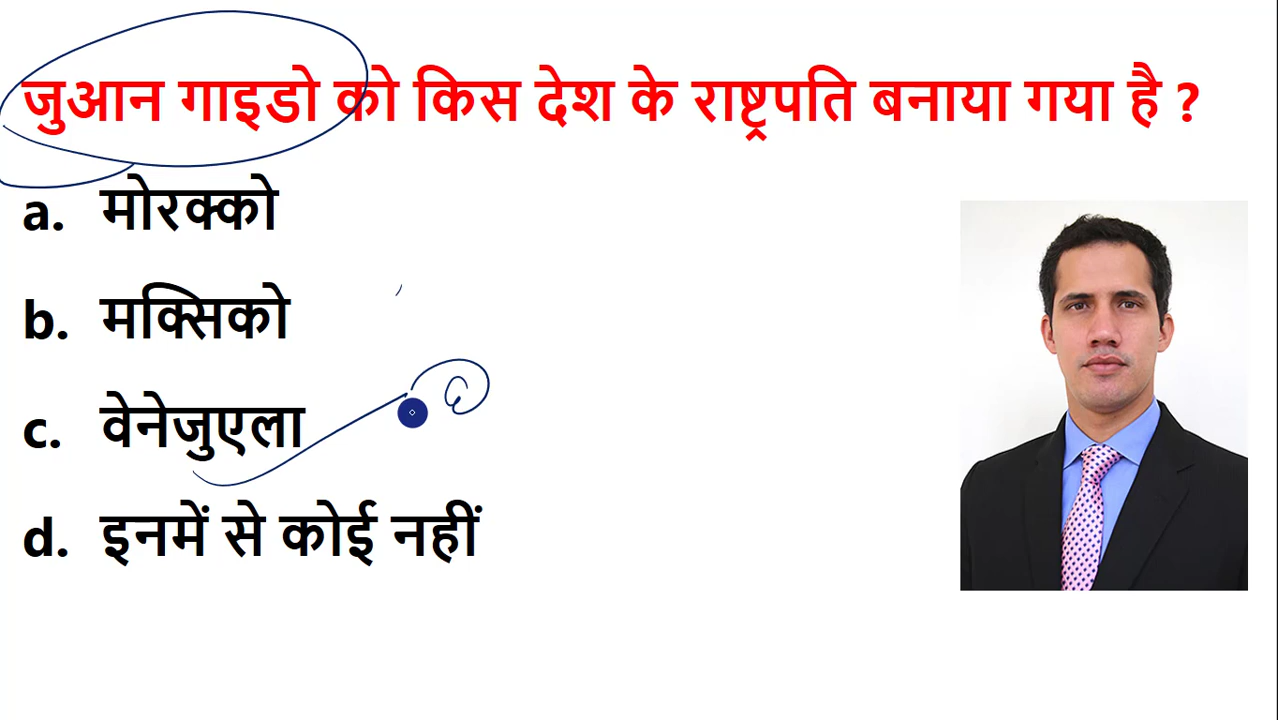 जुआन गाइडो को किस देश के राष्ट्रपति बनाया गया है ?
a. मोरक्को
b. मक्सिको
c. वेनेजुएला
d. इनमें से कोई नहीं